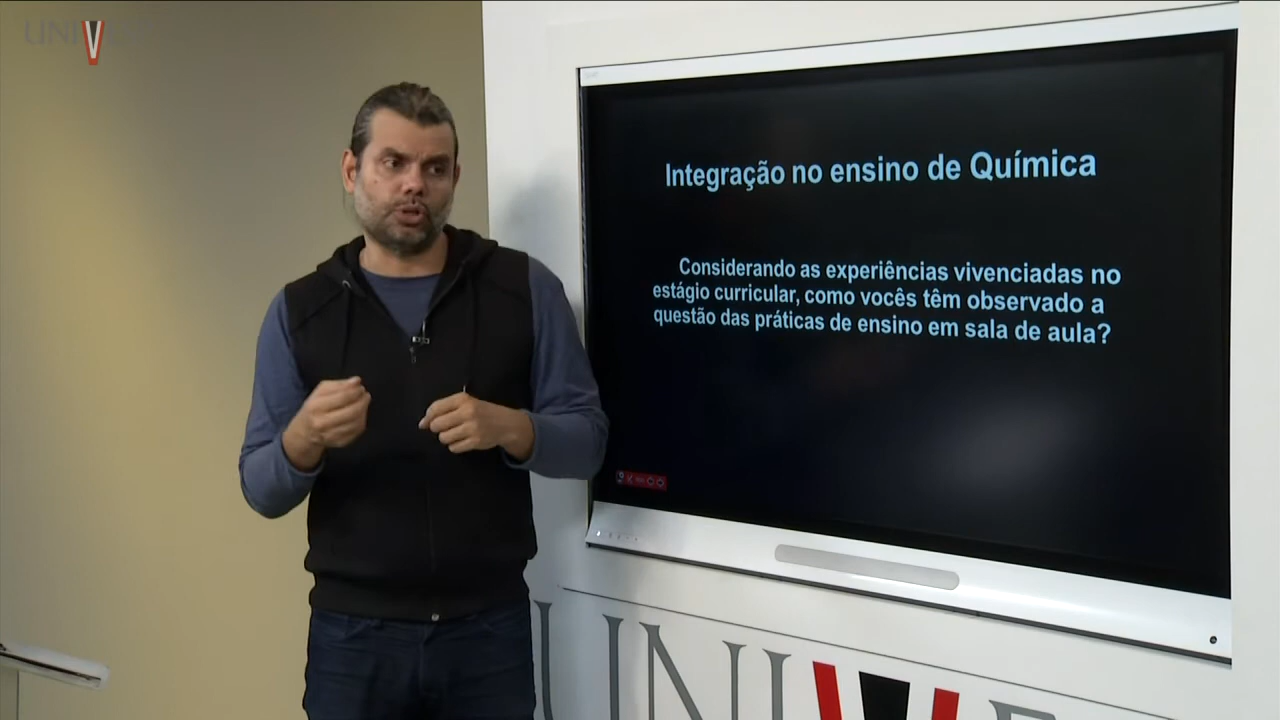 UNIV
Integração no ensino de Química
Considerando as experiências vivenciadas no
estágio curricular, como vocês têm observado a
questão das práticas de ensino em sala de aula?